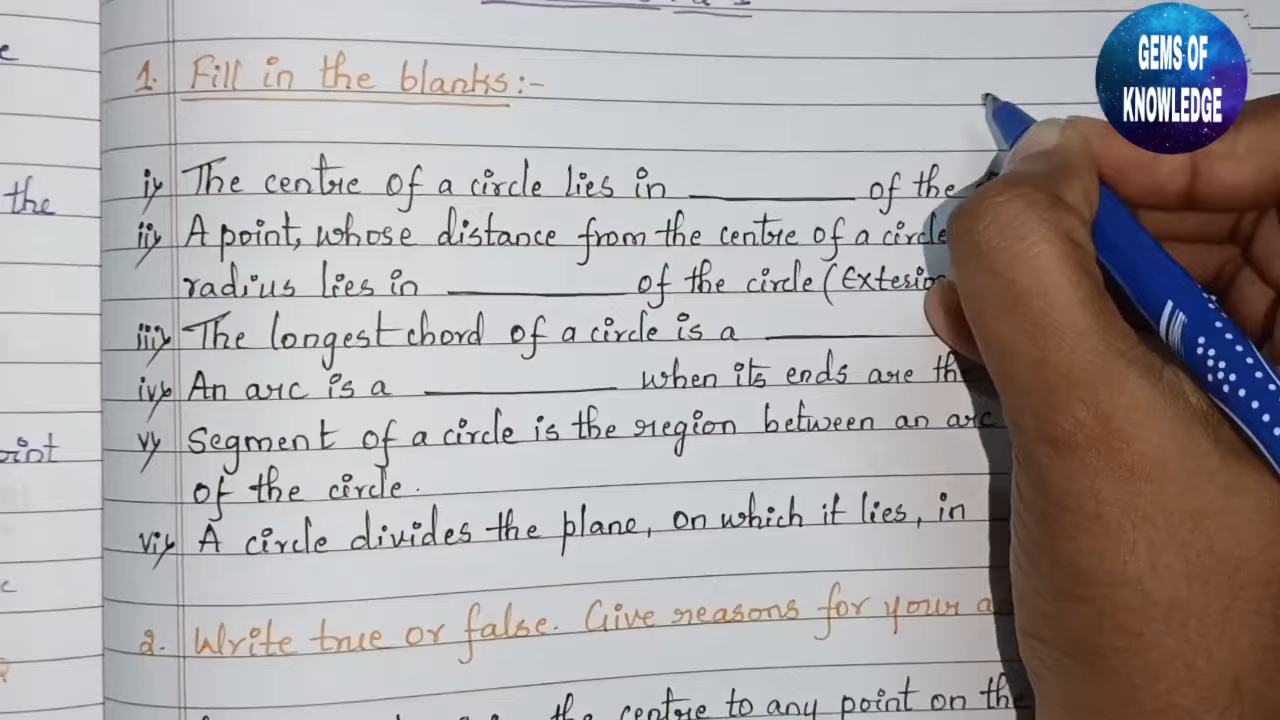 GEMS OF
KNOWLEDGE
1. Fill in the blanks:-
the
i) The centre of a circle lies in ________ of the
ii) A point, whose distance from the centre of a circle
radius lies in ________ of the circle (Exterior
iii) The longest chord of a circle is a ________
iv) An arc is a ________ when its ends are the
v) Segment of a circle is the region between an arc
of the circle.
vi) A circle divides the plane, on which it lies, in
2. Write true or false. Give reasons for your
the centre to any point on the